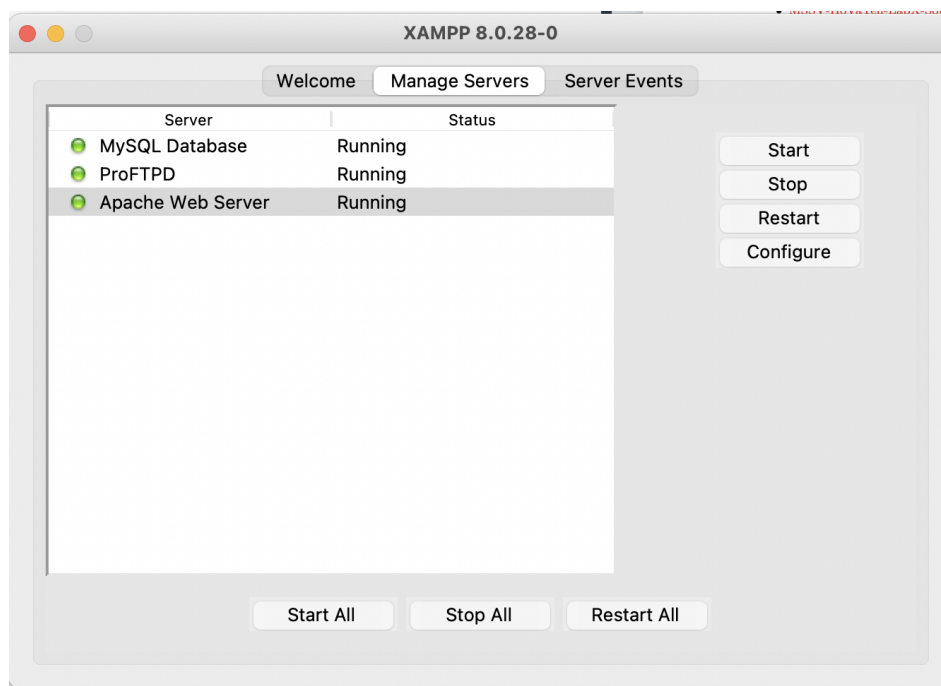 XAMPP 8.0.28-0
Welcome Manage Servers Server Events
Server Status
MySQL Database Running
ProFTPD Running
Apache Web Server Running
Start
Stop
Restart
Configure
Start All Stop All Restart All